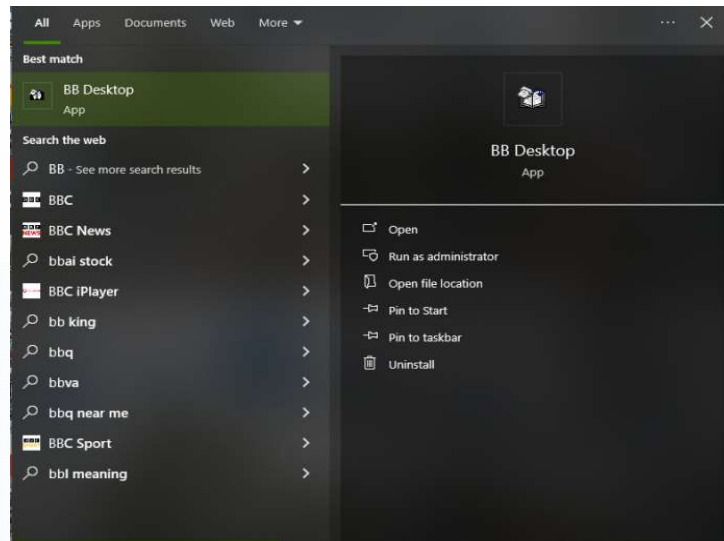 All Apps Documents Web More
Best match
BB Desktop
App
Search the web
BB - See more search results
BBC
BBC News
bbai stock
BBC iPlayer
bb king
bbq
bbva
bbq near me
BBC Sport
bbl meaning
BB Desktop
App
Open
Run as administrator
Open file location
Pin to Start
Pin to taskbar
Uninstall